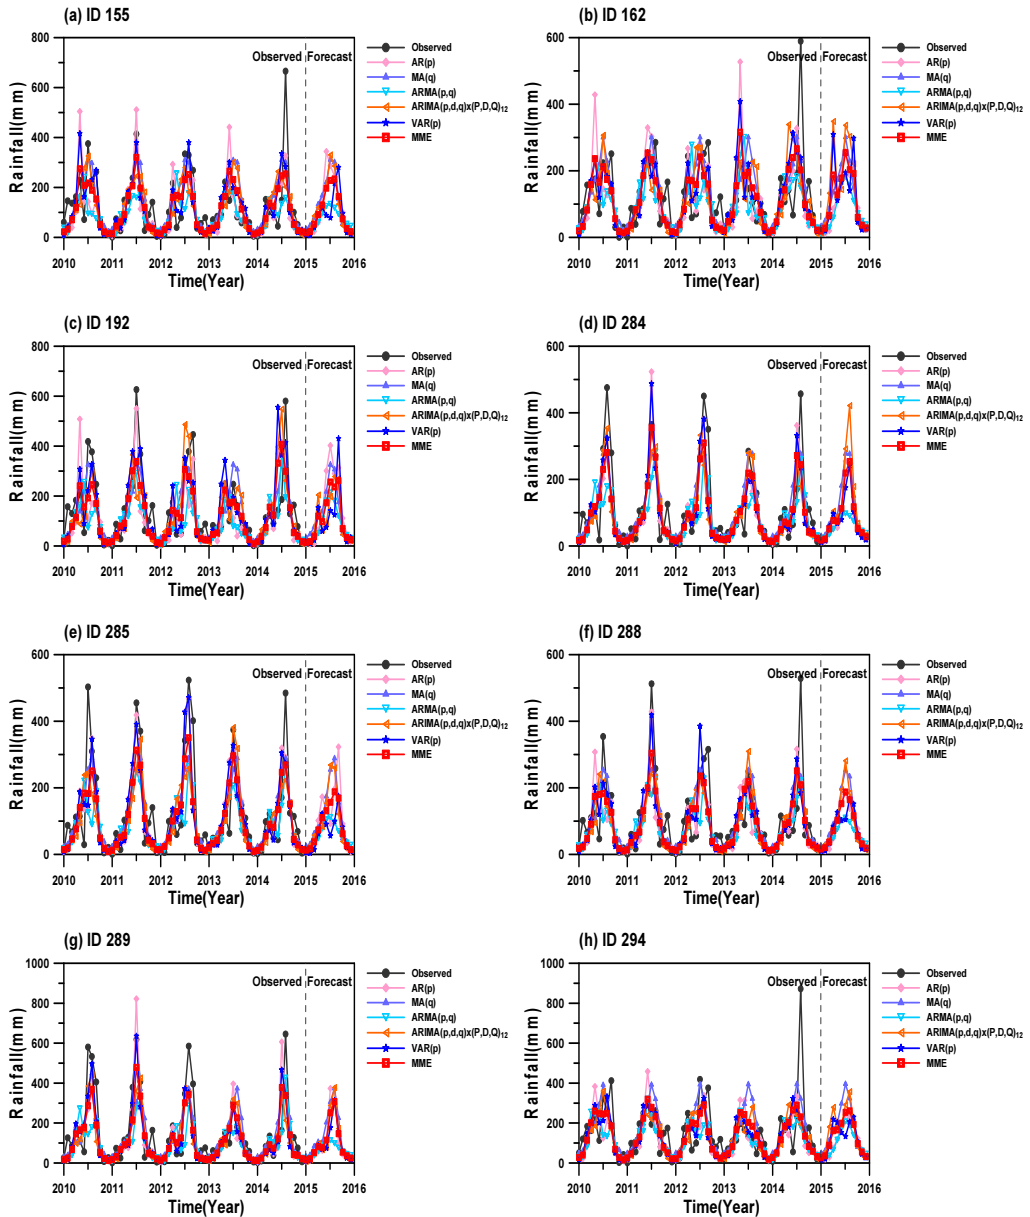 (a) ID 155
Rainfall(mm)
800
600
400
200
0
Observed Forecast
2010 2011 2012 2013 2014 2015 2016
Time(Year)
Observed
AR(p)
MA(q)
ARMA(p,q)
ARIMA(p,d,q)x(P,D,Q)12
VAR(p)
MME
(b) ID 162
Rainfall(mm)
600
400
200
0
Observed Forecast
2010 2011 2012 2013 2014 2015 2016
Time(Year)
Observed
AR(p)
MA(q)
ARMA(p,q)
ARIMA(p,d,q)x(P,D,Q)12
VAR(p)
MME
(c) ID 192
Rainfall(mm)
800
600
400
200
0
Observed Forecast
2010 2011 2012 2013 2014 2015 2016
Time(Year)
Observed
AR(p)
MA(q)
ARMA(p,q)
ARIMA(p,d,q)x(P,D,Q)12
VAR(p)
MME
(d) ID 284
Rainfall(mm)
600
400
200
0
Observed Forecast
2010 2011 2012 2013 2014 2015 2016
Time(Year)
Observed
AR(p)
MA(q)
ARMA(p,q)
ARIMA(p,d,q)x(P,D,Q)12
VAR(p)
MME
(e) ID 285
Rainfall(mm)
600
400
200
0
Observed Forecast
2010 2011 2012 2013 2014 2015 2016
Time(Year)
Observed
AR(p)
MA(q)
ARMA(p,q)
ARIMA(p,d,q)x(P,D,Q)12
VAR(p)
MME
(f) ID 288
Rainfall(mm)
600
400
200
0
Observed Forecast
2010 2011 2012 2013 2014 2015 2016
Time(Year)
Observed
AR(p)
MA(q)
ARMA(p,q)
ARIMA(p,d,q)x(P,D,Q)12
VAR(p)
MME
(g) ID 289
Rainfall(mm)
1000
800
600
400
200
0
Observed Forecast
2010 2011 2012 2013 2014 2015 2016
Time(Year)
Observed
AR(p)
MA(q)
ARMA(p,q)
ARIMA(p,d,q)x(P,D,Q)12
VAR(p)
MME
(h) ID 294
Rainfall(mm)
1000
800
600
400
200
0
Observed Forecast
2010 2011 2012 2013 2014 2015 2016
Time(Year)
Observed
AR(p)
MA(q)
ARMA(p,q)
ARIMA(p,d,q)x(P,D,Q)12
VAR(p)
MME